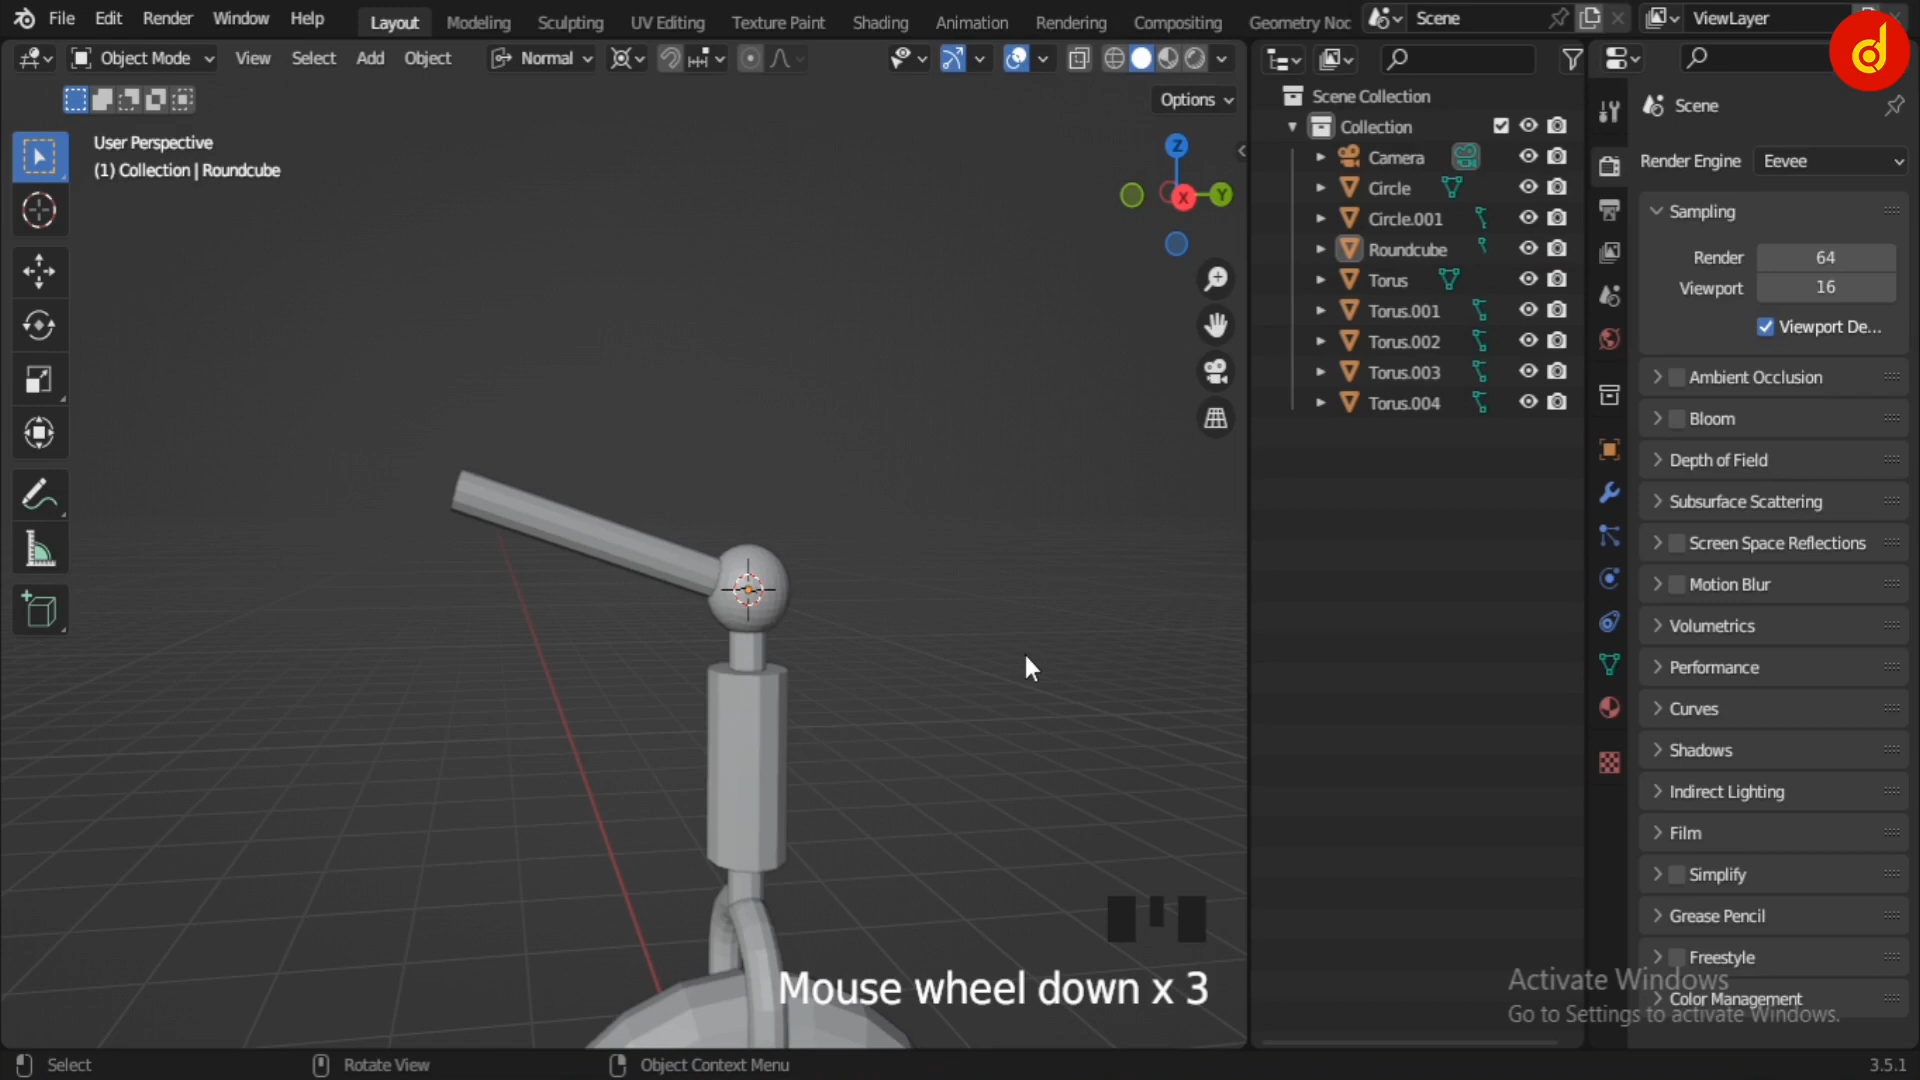 File Edit Render Window Help Layout Modeling Sculpting UV Editing Texture Paint Shading Animation Rendering Compositing Geometry Noc Scene ViewLayer
Object Mode View Select Add Object Normal
Options
User Perspective
(1) Collection | Roundcube
Z
X
Y
Scene Collection
Collection
Camera
Circle
Circle.001
Roundcube
Torus
Torus.001
Torus.002
Torus.003
Torus.004
Scene
Render Engine Eevee
Sampling
Render 64
Viewport 16
Viewport De...
Ambient Occlusion
Bloom
Depth of Field
Subsurface Scattering
Screen Space Reflections
Motion Blur
Volumetrics
Performance
Curves
Shadows
Indirect Lighting
Film
Simplify
Grease Pencil
Freestyle
Color Management
Mouse wheel down x 3
Activate Windows
Go to Settings to activate Windows.
Select Rotate View Object Context Menu 3.5.1